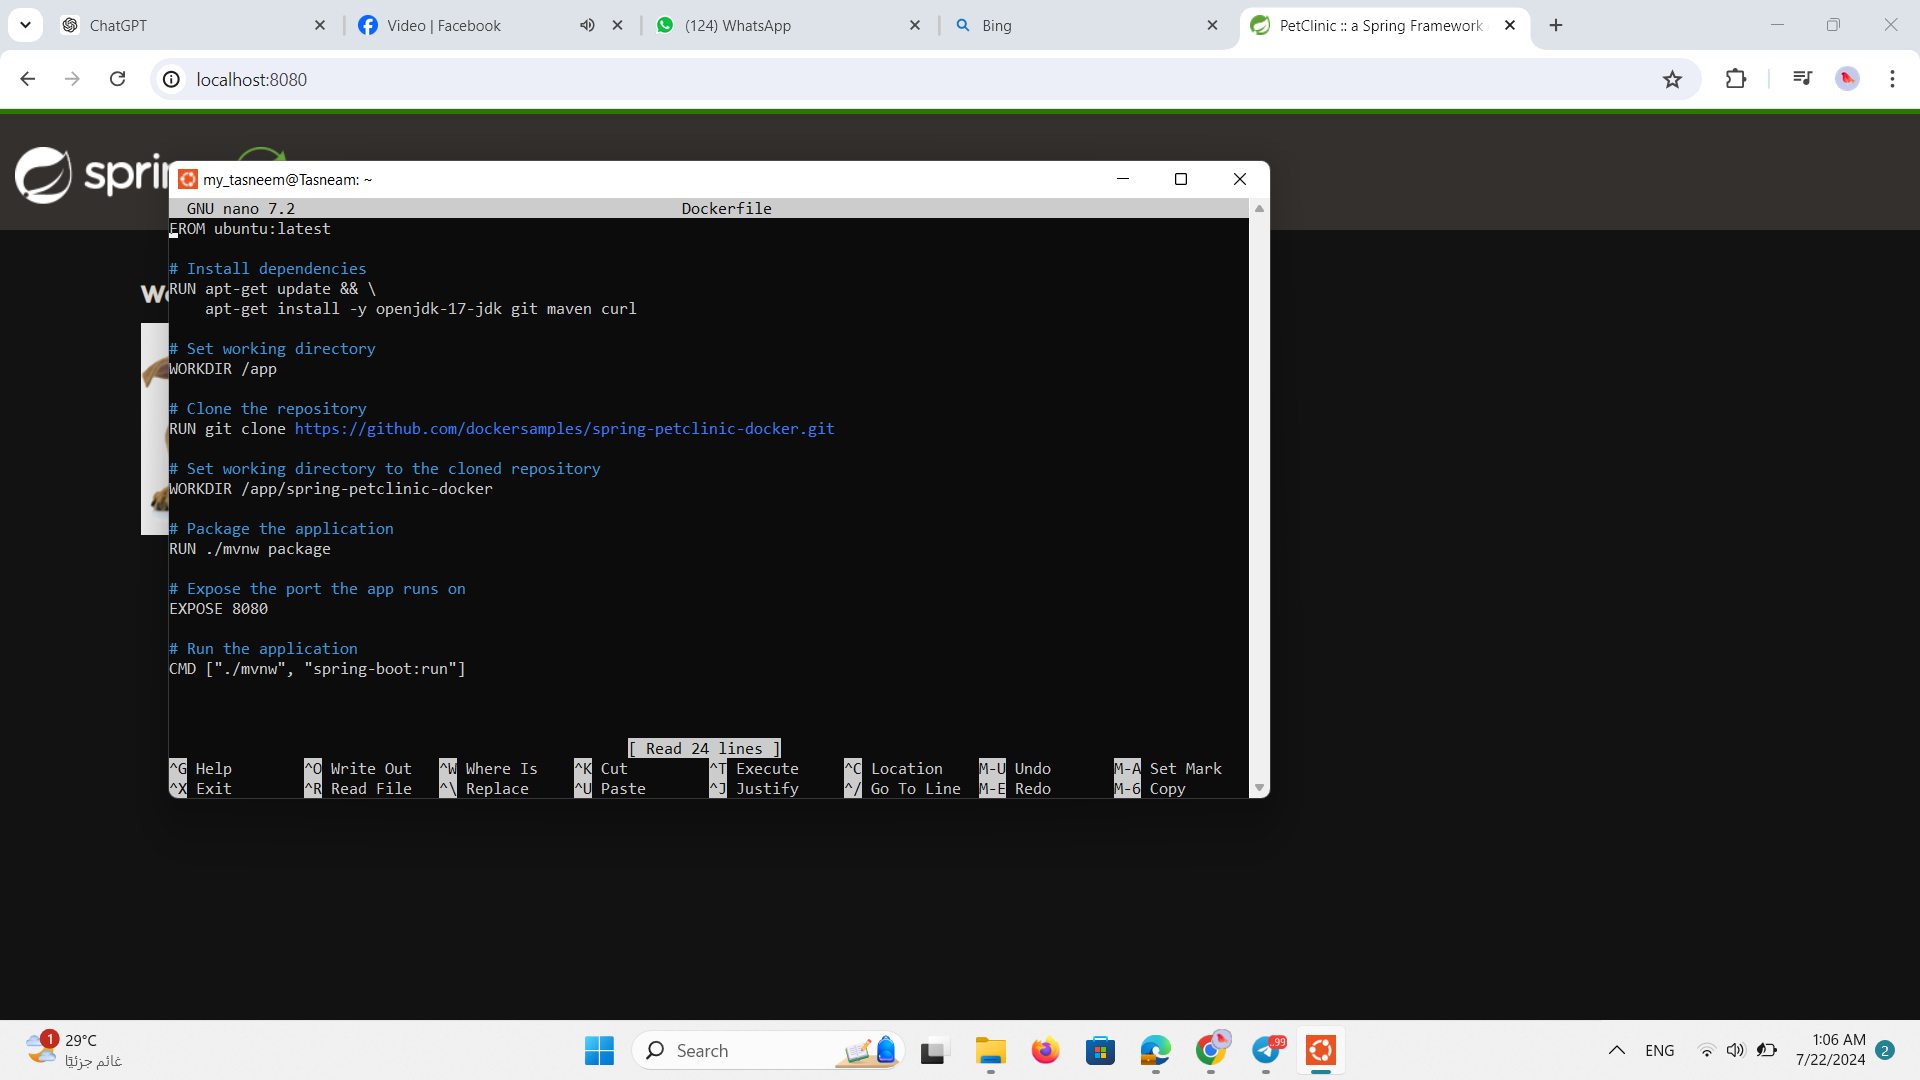 ChatGPT
Video | Facebook
(124) WhatsApp
Bing
PetClinic :: a Spring Framework
localhost:8080
my_tasneem@Tasneam: ~
GNU nano 7.2 Dockerfile
FROM ubuntu:latest
# Install dependencies
RUN apt-get update && \
apt-get install -y openjdk-17-jdk git maven curl
# Set working directory
WORKDIR /app
# Clone the repository
RUN git clone https://github.com/dockersamples/spring-petclinic-docker.git
# Set working directory to the cloned repository
WORKDIR /app/spring-petclinic-docker
# Package the application
RUN ./mvnw package
# Expose the port the app runs on
EXPOSE 8080
# Run the application
CMD ["./mvnw", "spring-boot:run"]
[ Read 24 lines ]
^G Help ^O Write Out ^W Where Is ^K Cut ^T Execute ^C Location M-U Undo M-A Set Mark
^X Exit ^R Read File ^\ Replace ^U Paste ^J Justify ^/ Go To Line M-E Redo M-6 Copy
1
29°C
غائم جزئيًا
Search
99
ENG
1:06 AM
7/22/2024
2